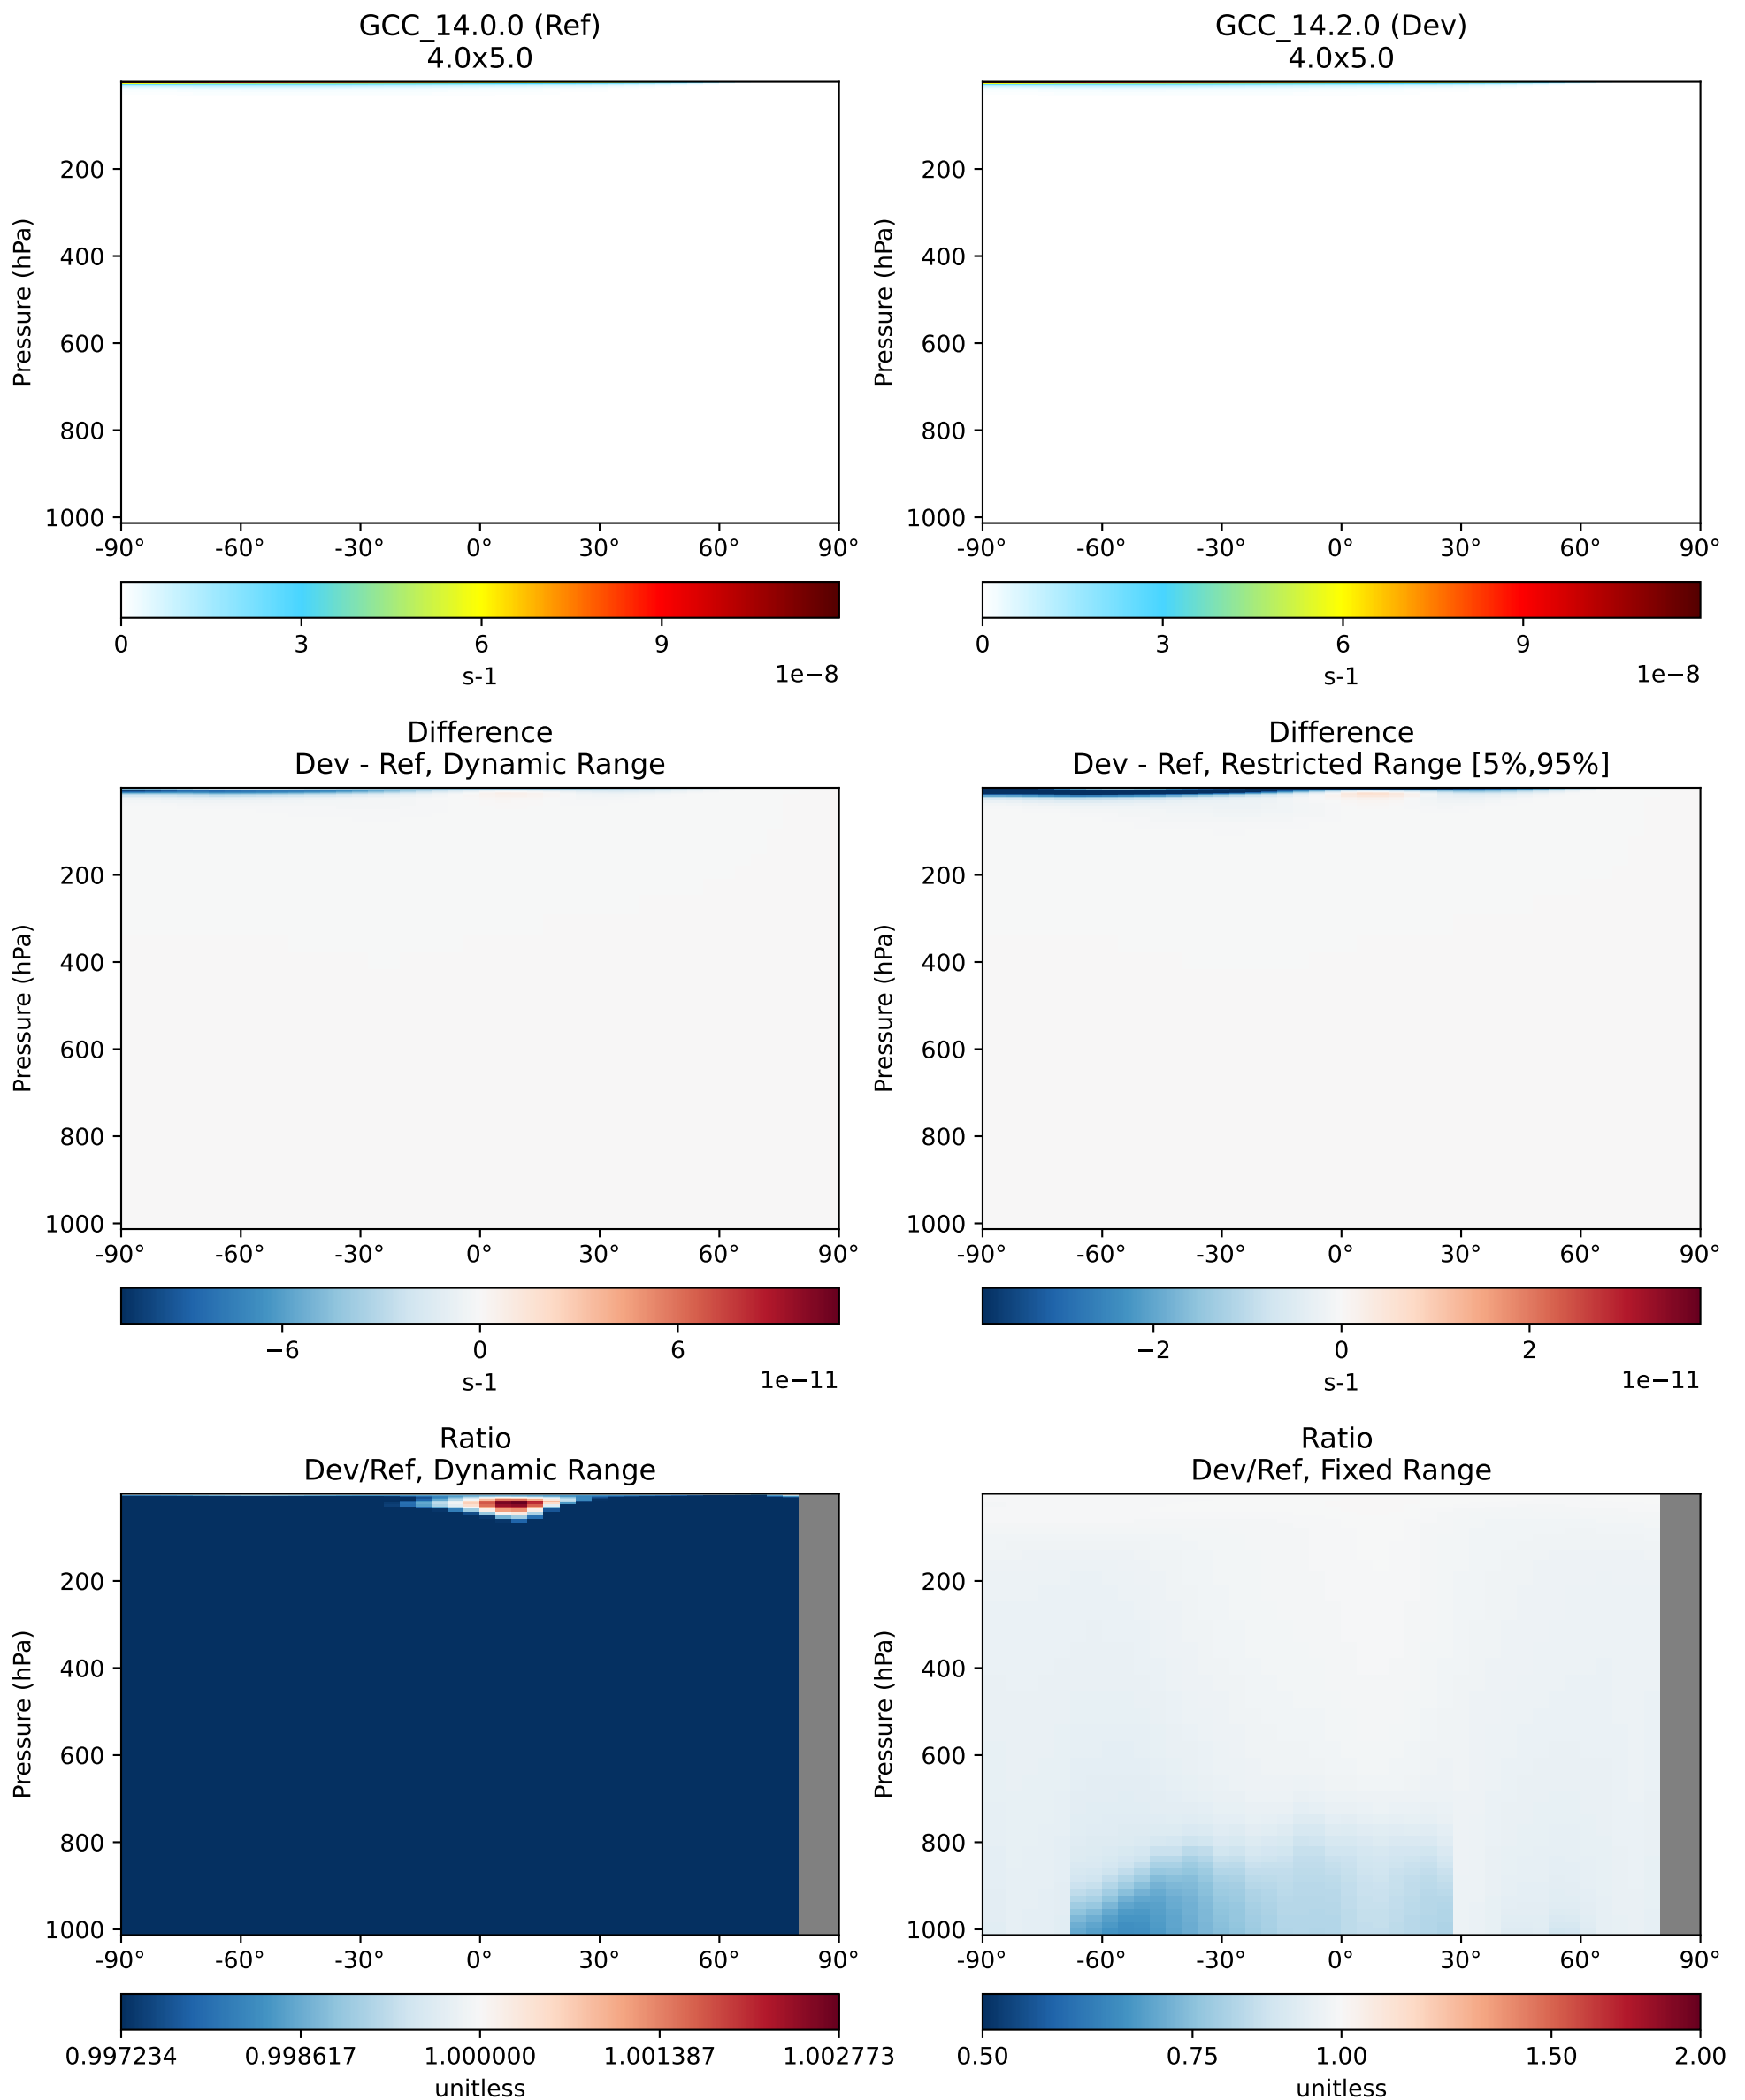 GCC_14.0.0 (Ref)
4.0x5.0
GCC_14.2.0 (Dev)
4.0x5.0
Pressure (hPa)
200
400
600
800
1000
-90° -60° -30° 0° 30° 60° 90°
0 3 6 9
s-1
1e−8
Pressure (hPa)
200
400
600
800
1000
-90° -60° -30° 0° 30° 60° 90°
0 3 6 9
s-1
1e−8
Difference
Dev - Ref, Dynamic Range
Difference
Dev - Ref, Restricted Range [5%,95%]
Pressure (hPa)
200
400
600
800
1000
-90° -60° -30° 0° 30° 60° 90°
−6 0 6
s-1
1e−11
Pressure (hPa)
200
400
600
800
1000
-90° -60° -30° 0° 30° 60° 90°
−2 0 2
s-1
1e−11
Ratio
Dev/Ref, Dynamic Range
Ratio
Dev/Ref, Fixed Range
Pressure (hPa)
200
400
600
800
1000
-90° -60° -30° 0° 30° 60° 90°
0.997234 0.998617 1.000000 1.001387 1.002773
unitless
Pressure (hPa)
200
400
600
800
1000
-90° -60° -30° 0° 30° 60° 90°
0.50 0.75 1.00 1.50 2.00
unitless